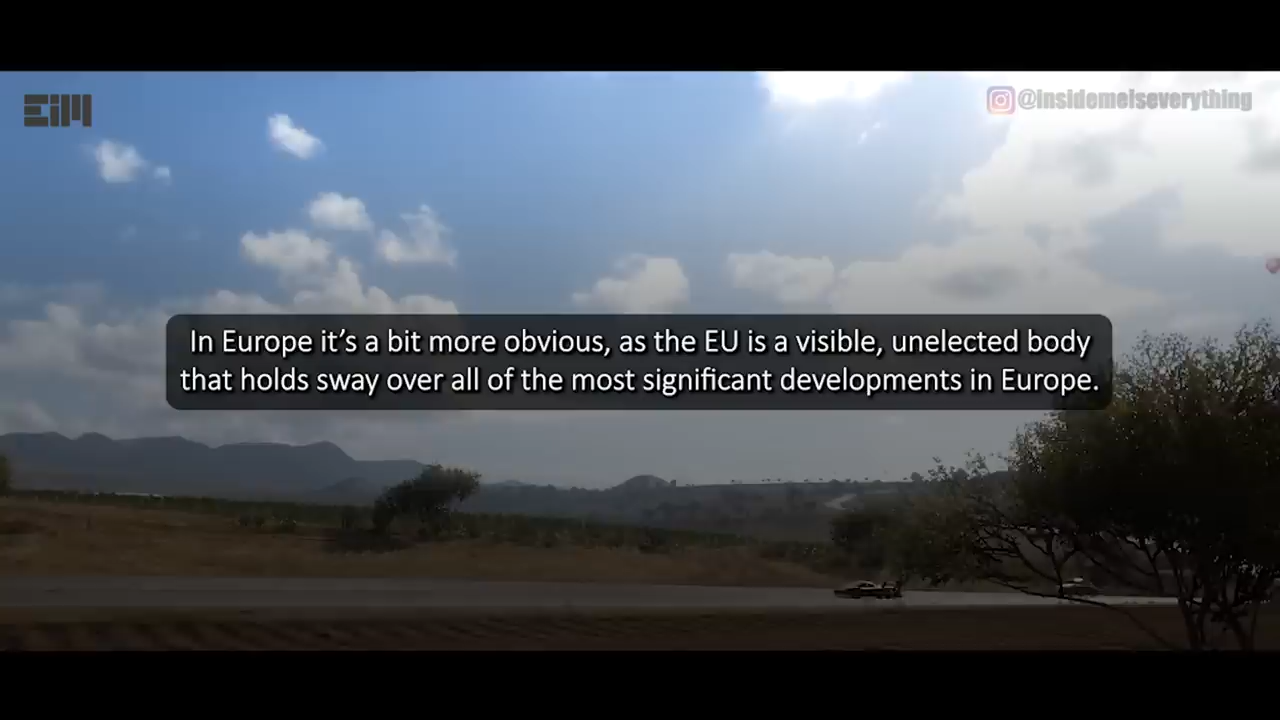 EiM
@insidemeiseverything
In Europe it’s a bit more obvious, as the EU is a visible, unelected body
that holds sway over all of the most significant developments in Europe.